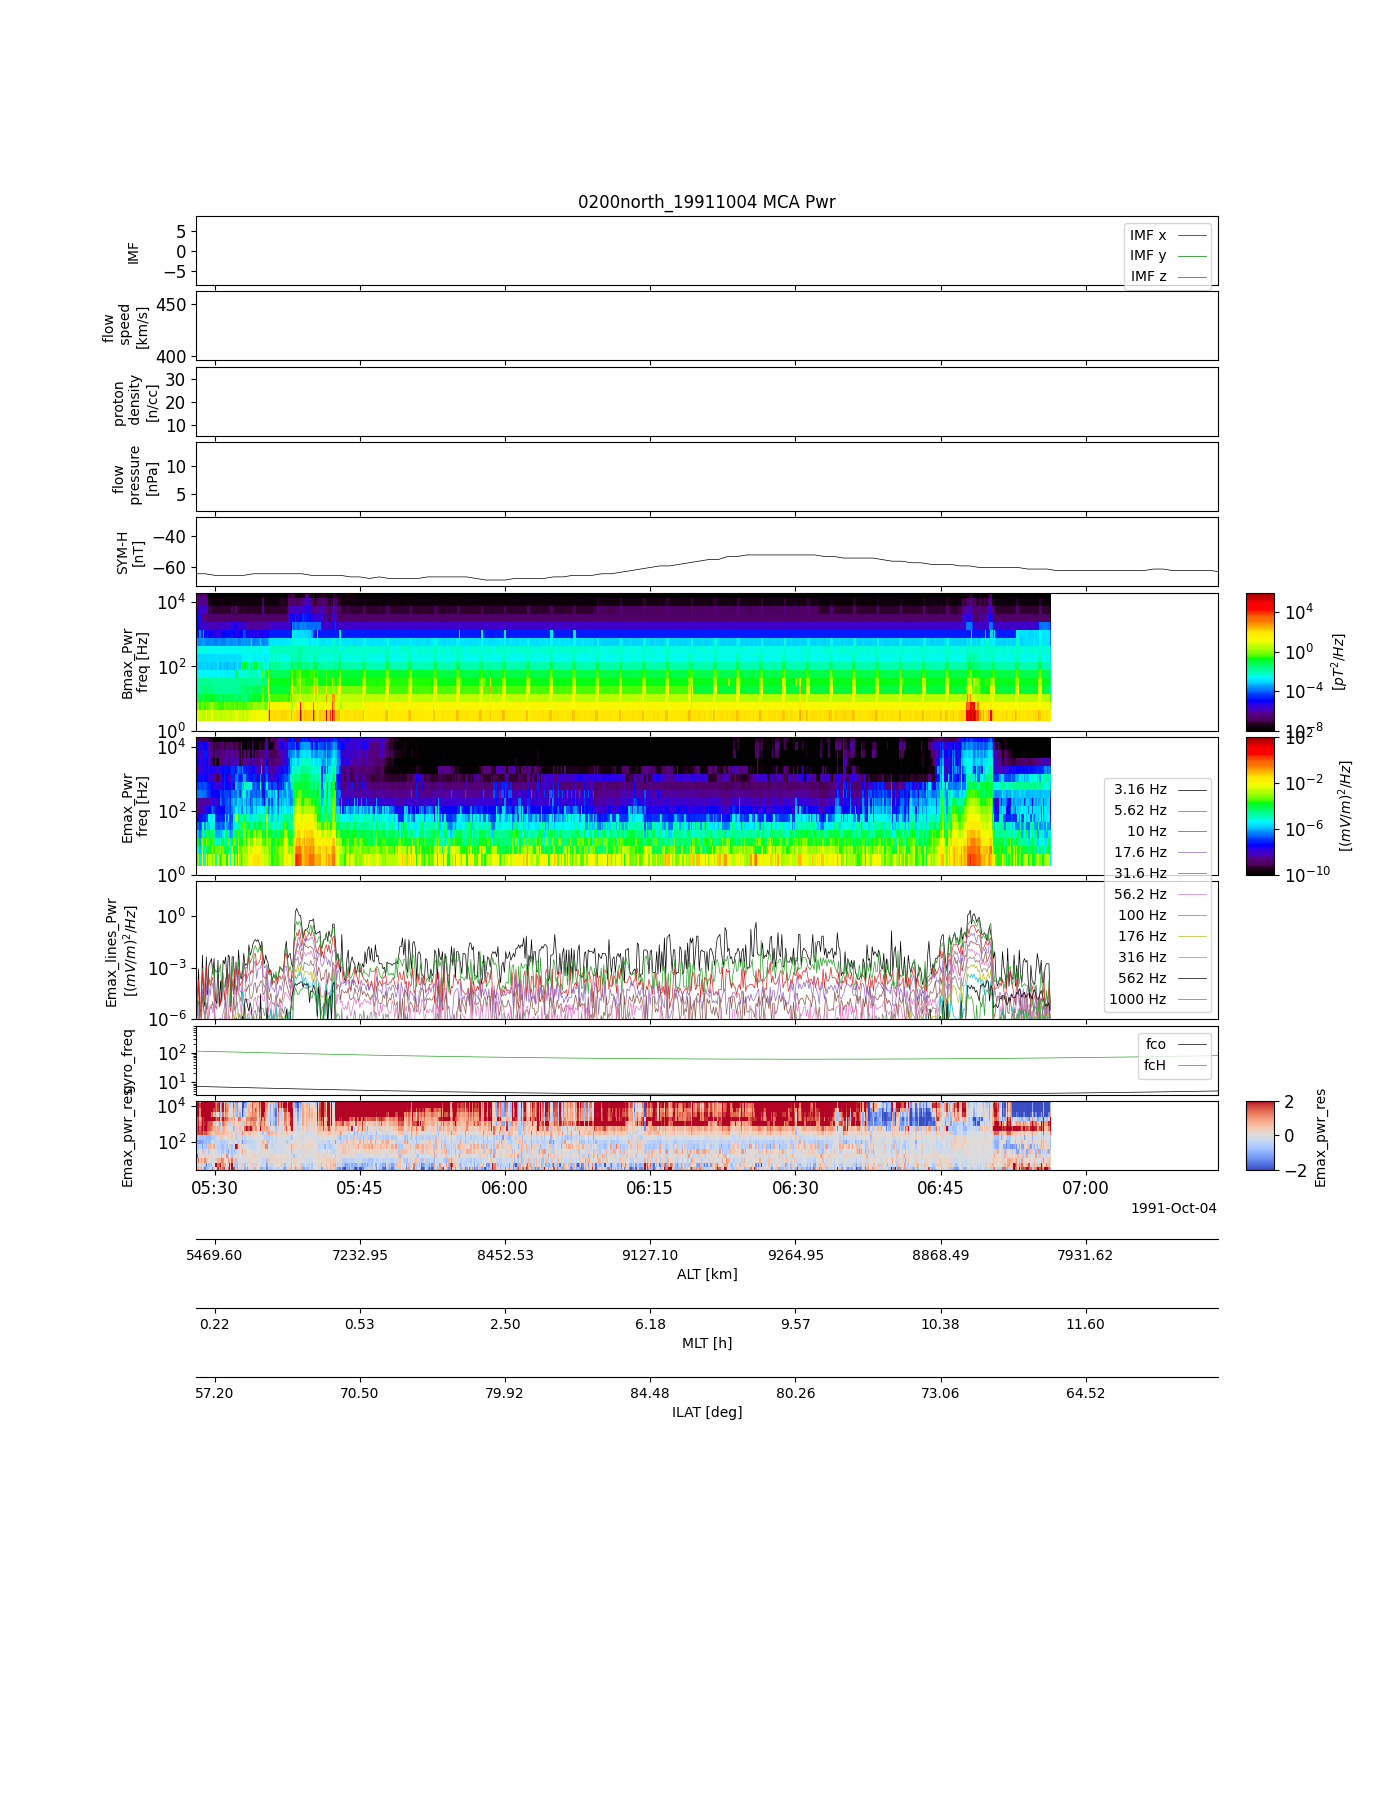 0200north_19911004 MCA Pwr
IMF
5
0
−5
IMF x
IMF y
IMF z
flow
speed
[km/s]
450
400
proton
density
[n/cc]
30
20
10
flow
pressure
[nPa]
10
5
SYM-H
[nT]
−40
−60
Bmax_Pwr
freq [Hz]
10^4
10^2
10^0
10^4
10^0
10^−4
10^−8
[pT^2/Hz]
Emax_Pwr
freq [Hz]
10^4
10^2
10^0
10^2
10^−2
10^−6
10^−10
[(mV/m)^2/Hz]
3.16 Hz
5.62 Hz
10 Hz
17.6 Hz
31.6 Hz
56.2 Hz
100 Hz
176 Hz
316 Hz
562 Hz
1000 Hz
Emax_lines_Pwr
[(mV/m)^2/Hz]
10^0
10^−3
10^−6
gyro_freq
10^2
10^1
fco
fcH
Emax_pwr_res
10^4
10^2
2
0
−2
Emax_pwr_res
05:30 05:45 06:00 06:15 06:30 06:45 07:00
1991-Oct-04
5469.60 7232.95 8452.53 9127.10 9264.95 8868.49 7931.62
ALT [km]
0.22 0.53 2.50 6.18 9.57 10.38 11.60
MLT [h]
57.20 70.50 79.92 84.48 80.26 73.06 64.52
ILAT [deg]